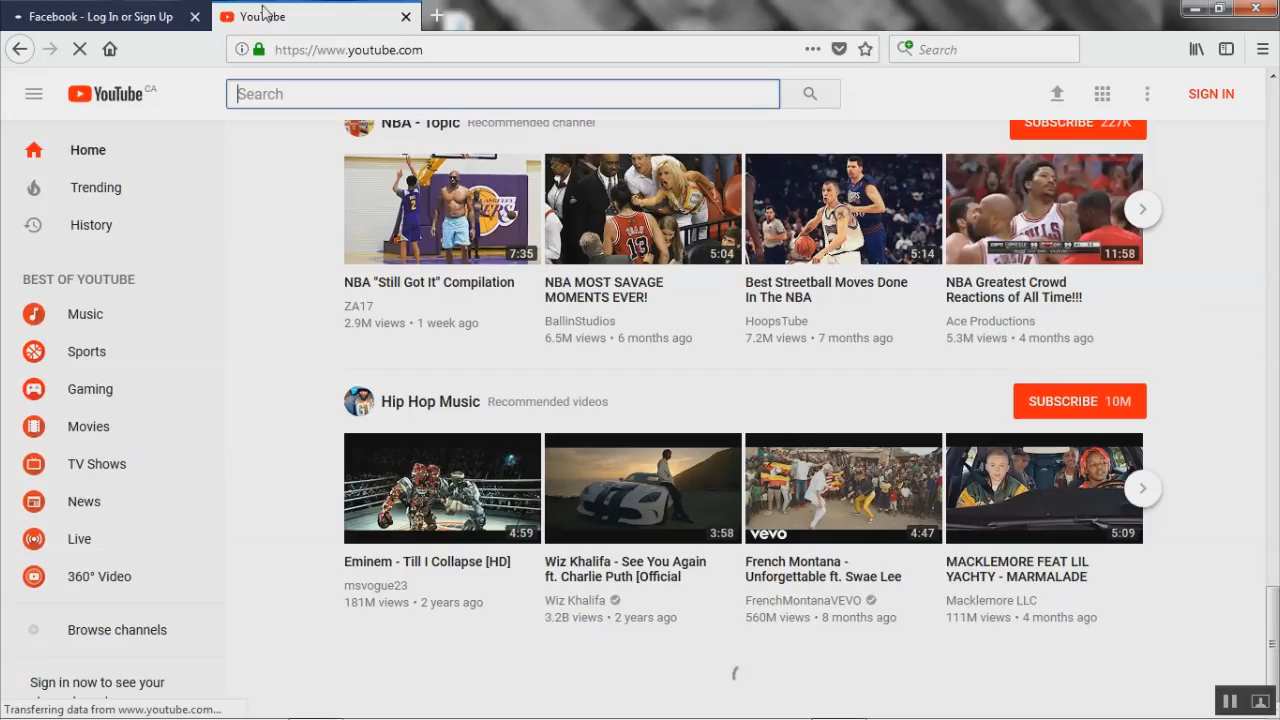 Facebook - Log In or Sign Up
YouTube
https://www.youtube.com
Search
YouTube CA
Search
SIGN IN
Home
Trending
History
BEST OF YOUTUBE
Music
Sports
Gaming
Movies
TV Shows
News
Live
360° Video
Browse channels
Sign in now to see your
NBA - Topic Recommended channel
SUBSCRIBE 227K
7:35
5:04
5:14
11:58
NBA "Still Got It" Compilation
ZA17
2.9M views • 1 week ago
NBA MOST SAVAGE
MOMENTS EVER!
BallinStudios
6.5M views • 6 months ago
Best Streetball Moves Done
In The NBA
HoopsTube
7.2M views • 7 months ago
NBA Greatest Crowd
Reactions of All Time!!!
Ace Productions
5.3M views • 4 months ago
Hip Hop Music Recommended videos
SUBSCRIBE 10M
4:59
3:58
vevo
4:47
5:09
Eminem - Till I Collapse [HD]
msvogue23
181M views • 2 years ago
Wiz Khalifa - See You Again
ft. Charlie Puth [Official
Wiz Khalifa
3.2B views • 2 years ago
French Montana -
Unforgettable ft. Swae Lee
FrenchMontanaVEVO
560M views • 8 months ago
MACKLEMORE FEAT LIL
YACHTY - MARMALADE
Macklemore LLC
111M views • 4 months ago
Transferring data from www.youtube.com...